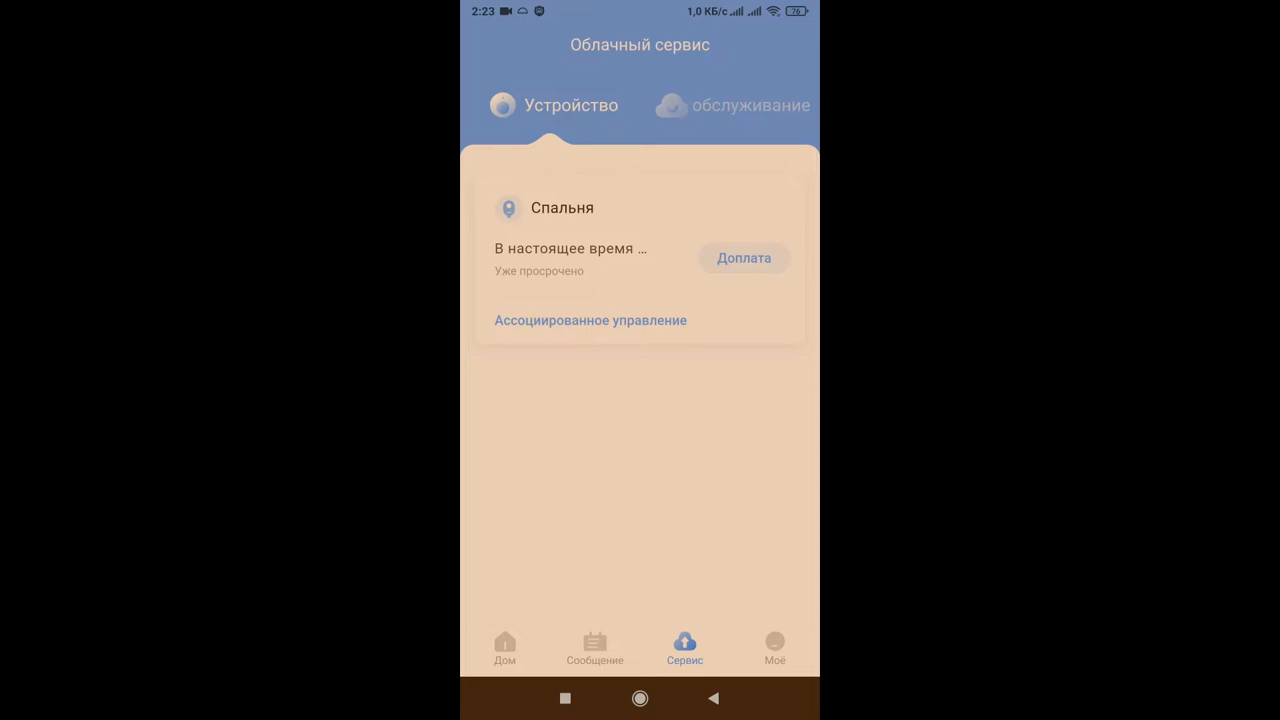 2:23 1,0 КБ/с 76
Облачный сервис
Устройство обслуживание
Спальня
В настоящее время ...
Уже просрочено
Доплата
Ассоциированное управление
Дом Сообщение Сервис Моё